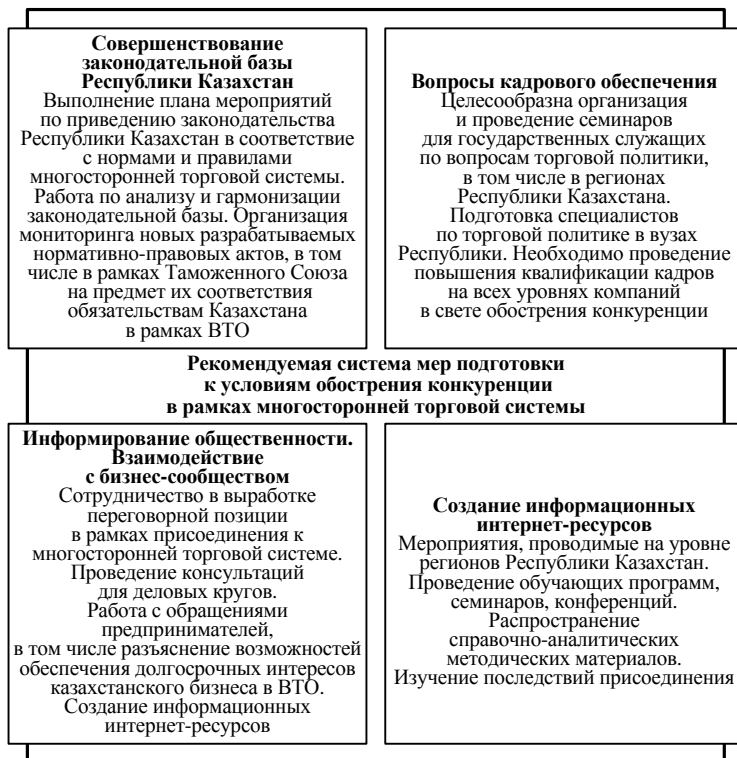 Совершенствование
законодательной базы
Республики Казахстан
Выполнение плана мероприятий
по приведению законодательства
Республики Казахстан в соответствие
с нормами и правилами
многосторонней торговой системы.
Работа по анализу и гармонизации
законодательной базы. Организация
мониторинга новых разрабатываемых
нормативно-правовых актов, в том
числе в рамках Таможенного Союза
на предмет их соответствия
обязательствам Казахстана
в рамках ВТО
Вопросы кадрового обеспечения
Целесообразна организация
и проведение семинаров
для государственных служащих
по вопросам торговой политики,
в том числе в регионах
Республики Казахстана.
Подготовка специалистов
по торговой политике в вузах
Республики. Необходимо проведение
повышения квалификации кадров
на всех уровнях компаний
в свете обострения конкуренции
Рекомендуемая система мер подготовки
к условиям обострения конкуренции
в рамках многосторонней торговой системы
Информирование общественности.
Взаимодействие
с бизнес-сообществом
Сотрудничество в выработке
переговорной позиции
в рамках присоединения к
многосторонней торговой системе.
Проведение консультаций
для деловых кругов.
Работа с обращениями
предпринимателей,
в том числе разъяснение возможностей
обеспечения долгосрочных интересов
казахстанского бизнеса в ВТО.
Создание информационных
интернет-ресурсов
Создание информационных
интернет-ресурсов
Мероприятия, проводимые на уровне
регионов Республики Казахстан.
Проведение обучающих программ,
семинаров, конференций.
Распространение
справочно-аналитических
методических материалов.
Изучение последствий присоединения